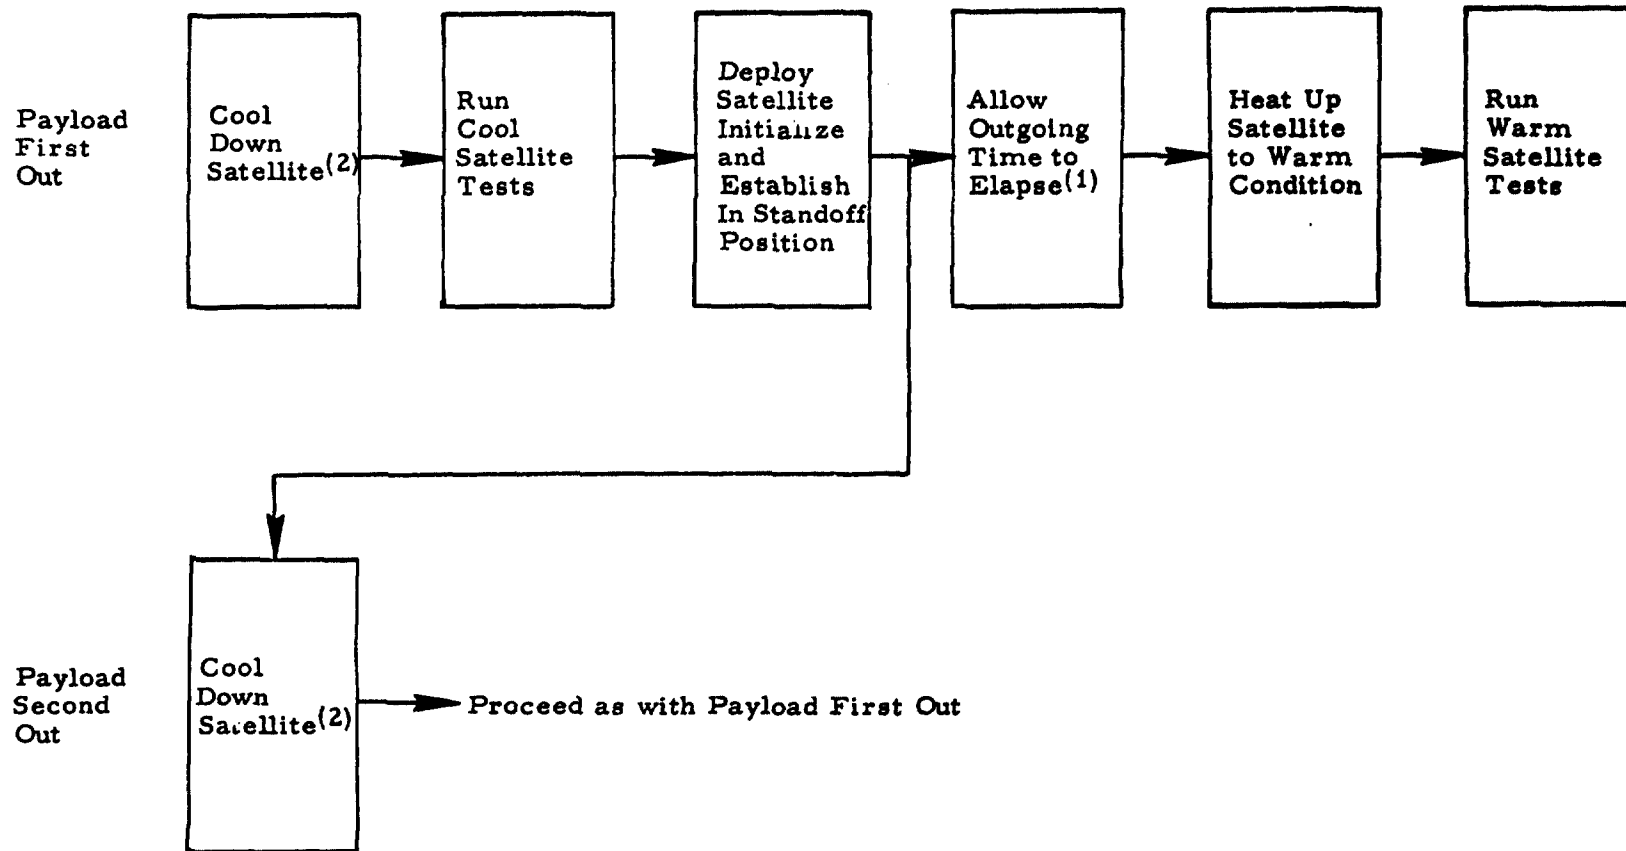 Payload
First
Out
Cool
Down
Satellite(2)
Run
Cool
Satellite
Tests
Deploy
Satellite
Initialize
and
Establish
In Standoff
Position
Allow
Outgoing
Time to
Elapse(1)
Heat Up
Satellite
to Warm
Condition
Run
Warm
Satellite
Tests
Payload
Second
Out
Cool
Down
Satellite(2)
Proceed as with Payload First Out